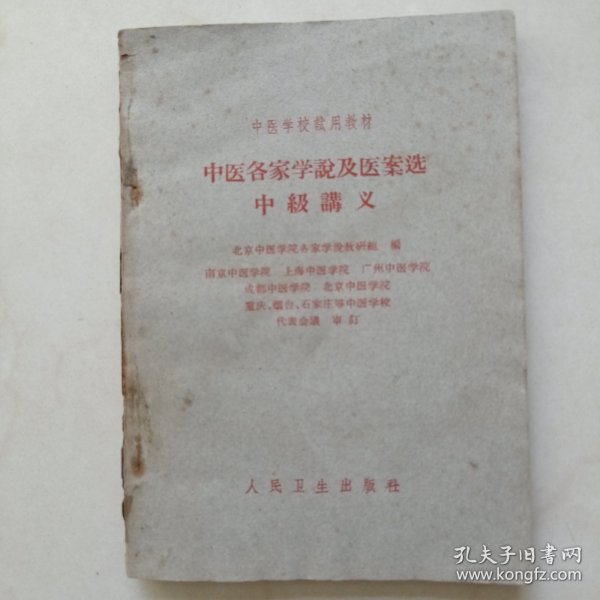 中医学校試用教材
中医各家学說及医案选
中級講义
北京中医学院各家学说教研組 編
南京中医学院 上海中医学院 广州中医学院
成都中医学院 北京中医学院
重庆、烟台、石家庄等中医学校
代表会議 审訂
人民卫生出版社
孔夫子旧书网
www.kongfz.com